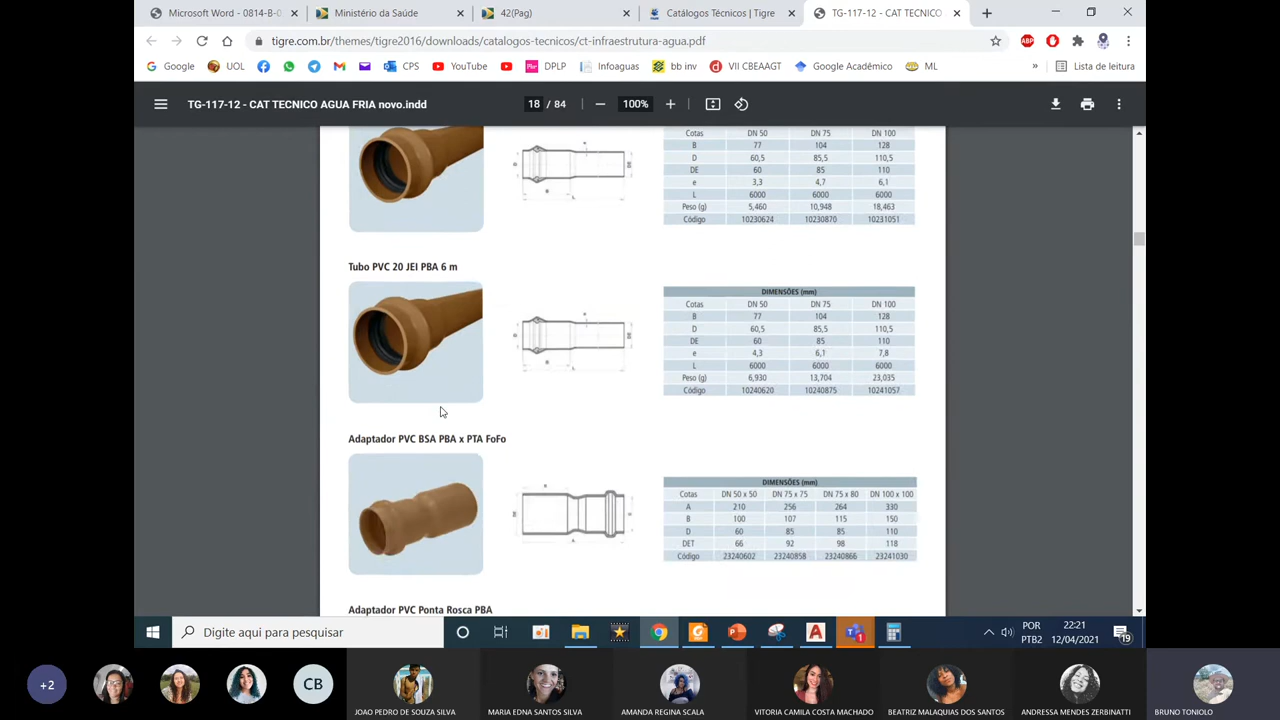 Microsoft Word - 0814-B-0
Ministério da Saúde
42(Pag)
Catálogos Técnicos | Tigre
TG-117-12 - CAT TECNICO
tigre.com.br/themes/tigre2016/downloads/catalogos-tecnicos/ct-infraestrutura-agua.pdf
ABP
Google
UOL
CPS
YouTube
DPLP
Infoaguas
bb inv
VII CBEAAGT
Google Acadêmico
ML
»
Lista de leitura
TG-117-12 - CAT TECNICO AGUA FRIA novo.indd
18 / 84
100%
Cotas DN 50 DN 75 DN 100
B 77 104 128
D 60,5 85,5 110,5
DE 60 85 110
e 3,3 4,7 6,1
L 6000 6000 6000
Peso (g) 5,460 10,948 18,463
Código 10230624 10230870 10231051
Tubo PVC 20 JEI PBA 6 m
DIMENSÕES (mm)
Cotas DN 50 DN 75 DN 100
B 77 104 128
D 60,5 85,5 110,5
DE 60 85 110
e 4,3 6,1 7,8
L 6000 6000 6000
Peso (g) 6,930 13,704 23,035
Código 10240620 10240875 10241057
Adaptador PVC BSA PBA x PTA FoFo
DIMENSÕES (mm)
Cotas DN 50 x 50 DN 75 x 75 DN 75 x 80 DN 100 x 100
A 210 256 264 330
B 100 107 115 150
D 60 85 85 110
DET 66 92 98 118
Código 23240602 23240858 23240866 23241030
Adaptador PVC Ponta Rosca PBA
Digite aqui para pesquisar
POR
PTB2
22:21
12/04/2021
19
+2
CB
JOAO PEDRO DE SOUZA SILVA
MARIA EDNA SANTOS SILVA
AMANDA REGINA SCALA
VITORIA CAMILA COSTA MACHADO
BEATRIZ MALAQUIAS DOS SANTOS
ANDRESSA MENDES ZERBINATTI
BRUNO TONIOLO